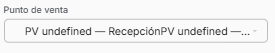 Punto de venta
PV undefined — RecepciónPV undefined —...